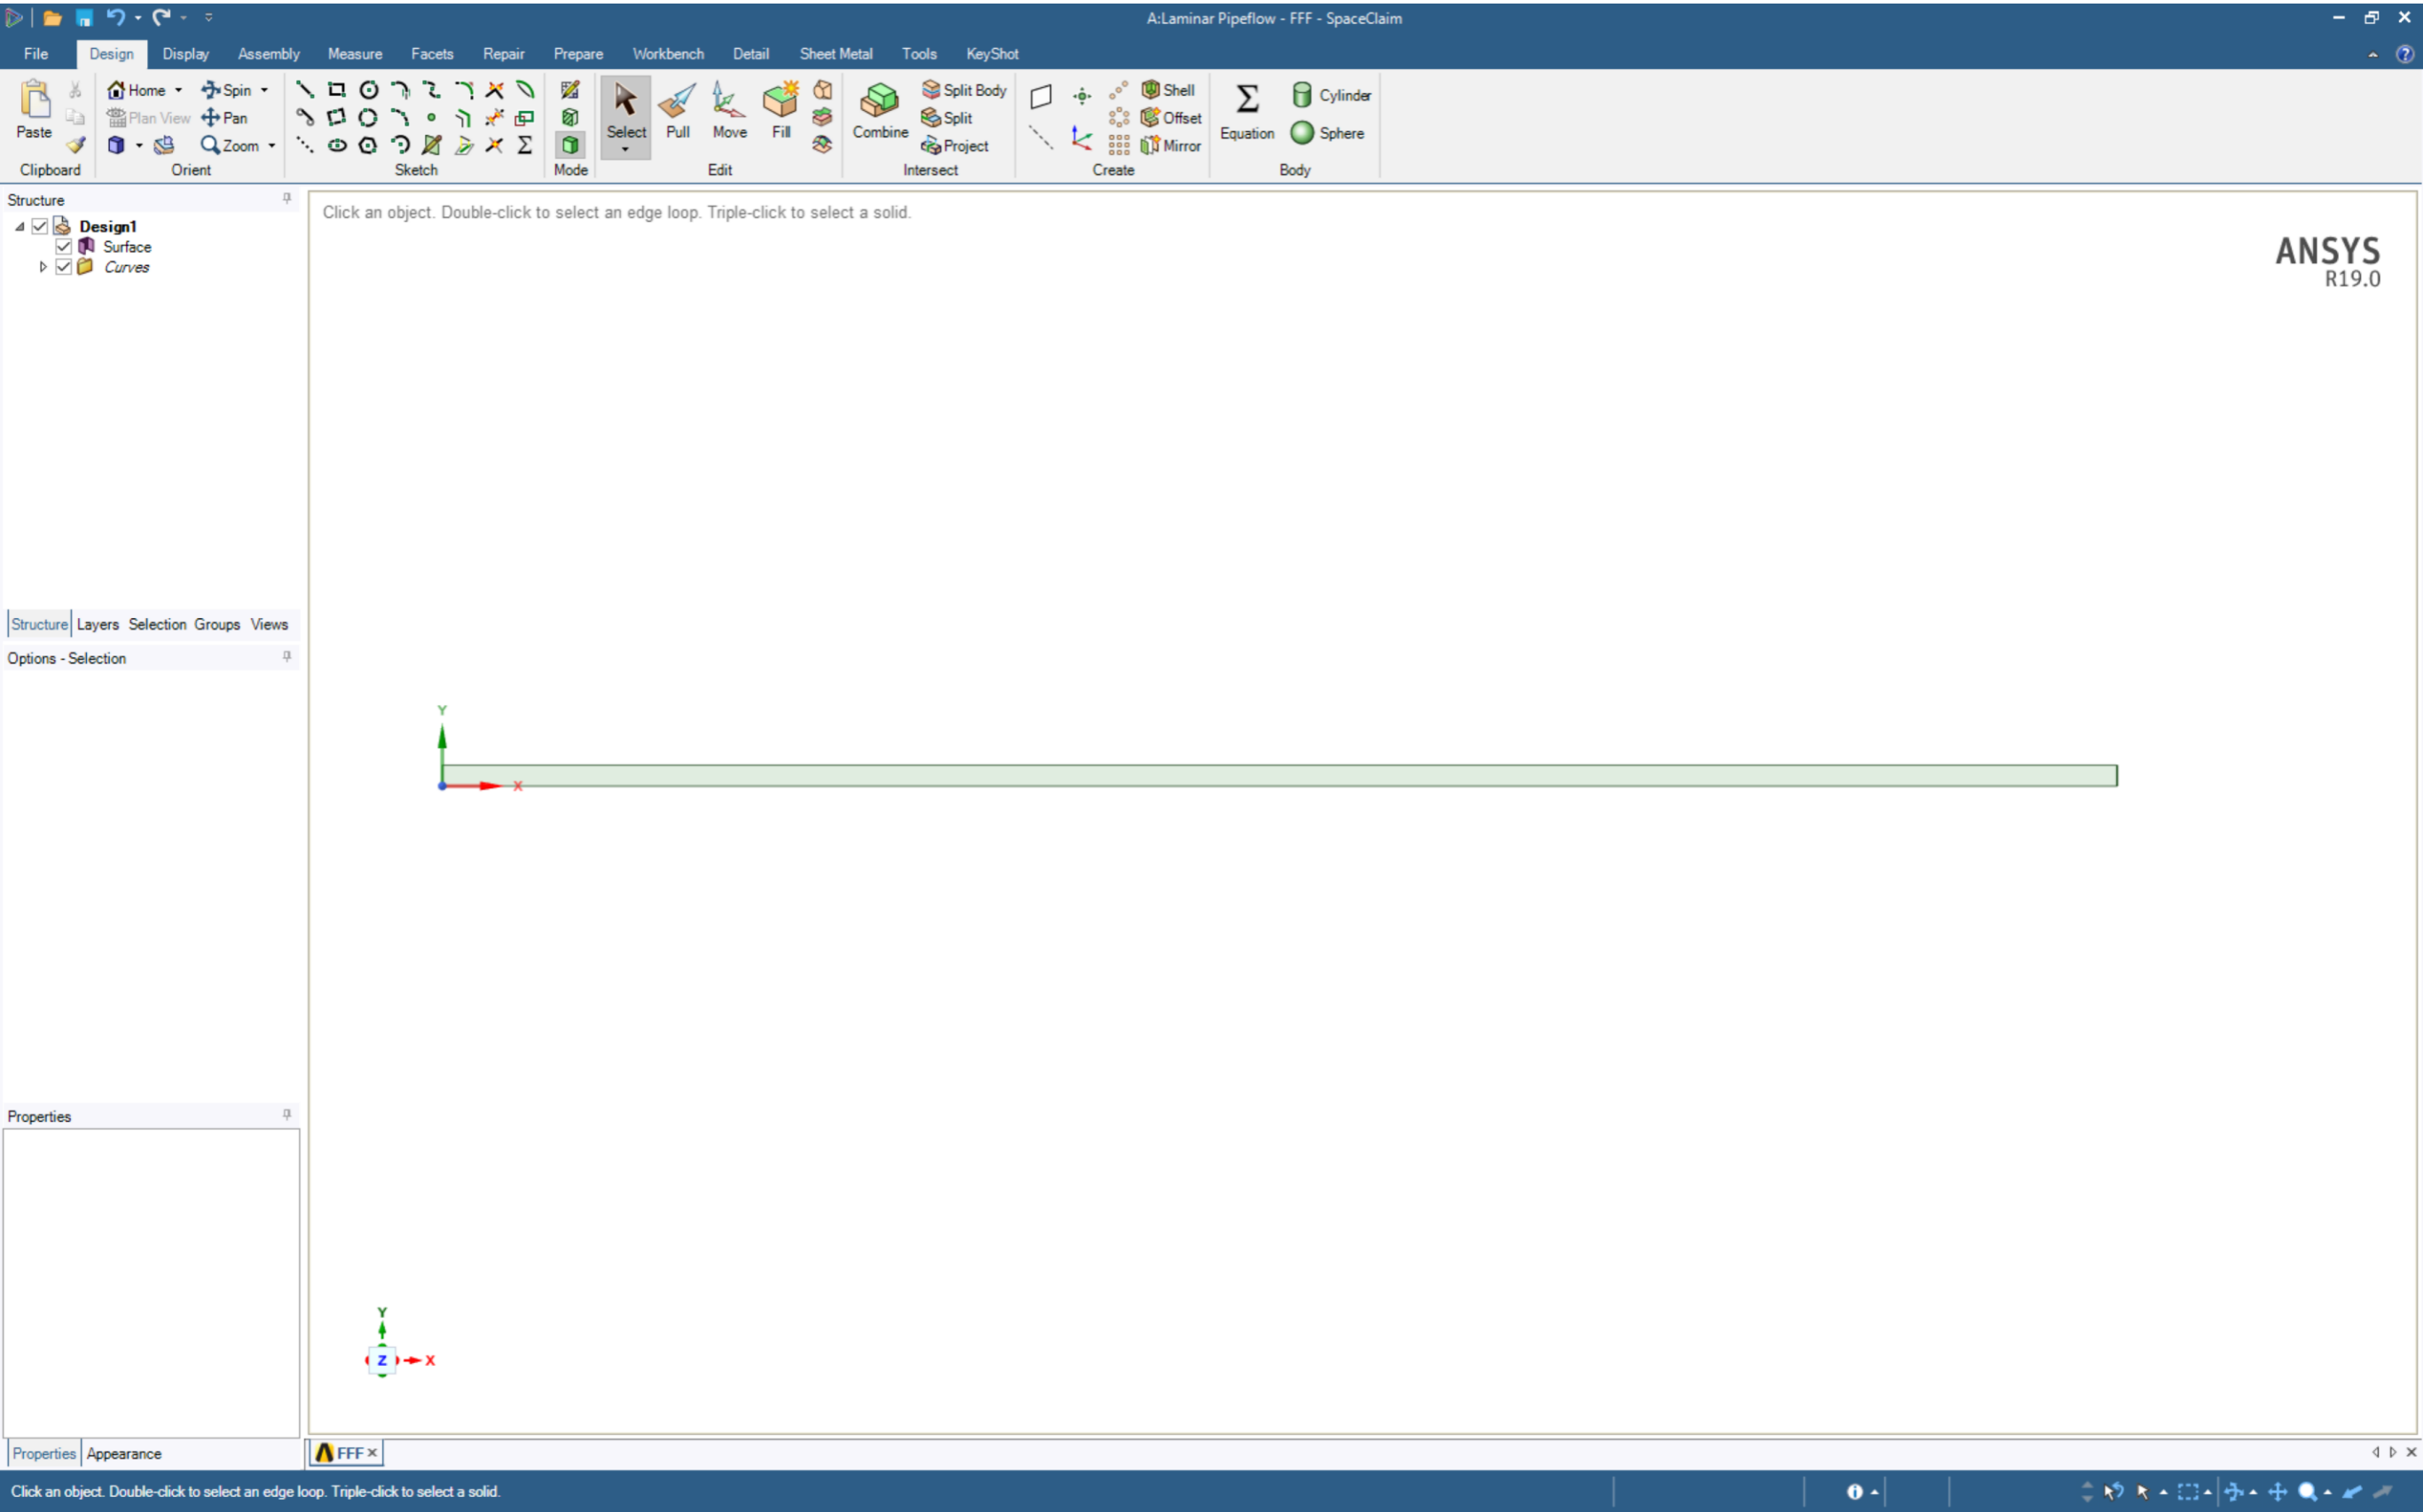 A:Laminar Pipeflow - FFF - SpaceClaim
File Design Display Assembly Measure Facets Repair Prepare Workbench Detail Sheet Metal Tools KeyShot
Home Spin Split Body Shell Cylinder
Plan View Pan Split Offset
Paste Select Pull Move Fill Combine Equation Sphere
Zoom Project Mirror
Clipboard Orient Sketch Mode Edit Intersect Create Body
Structure
Click an object. Double-click to select an edge loop. Triple-click to select a solid.
Design1
Surface
Curves
ANSYS
R19.0
Structure Layers Selection Groups Views
Options - Selection
Y
X
Properties
Y
Z X
Properties Appearance
FFF
Click an object. Double-click to select an edge loop. Triple-click to select a solid.